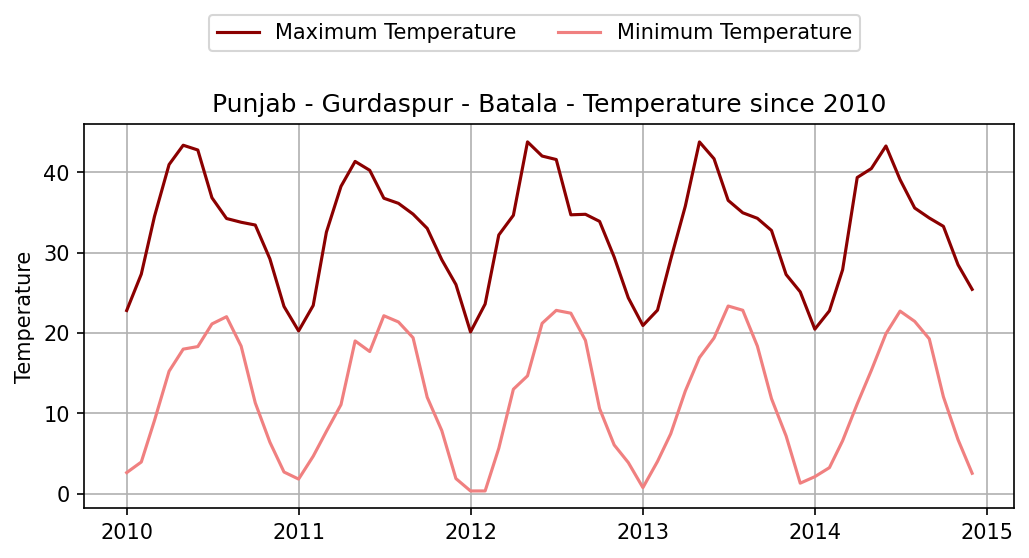 Maximum Temperature Minimum Temperature
Punjab - Gurdaspur - Batala - Temperature since 2010
Temperature
40
30
20
10
0
2010 2011 2012 2013 2014 2015